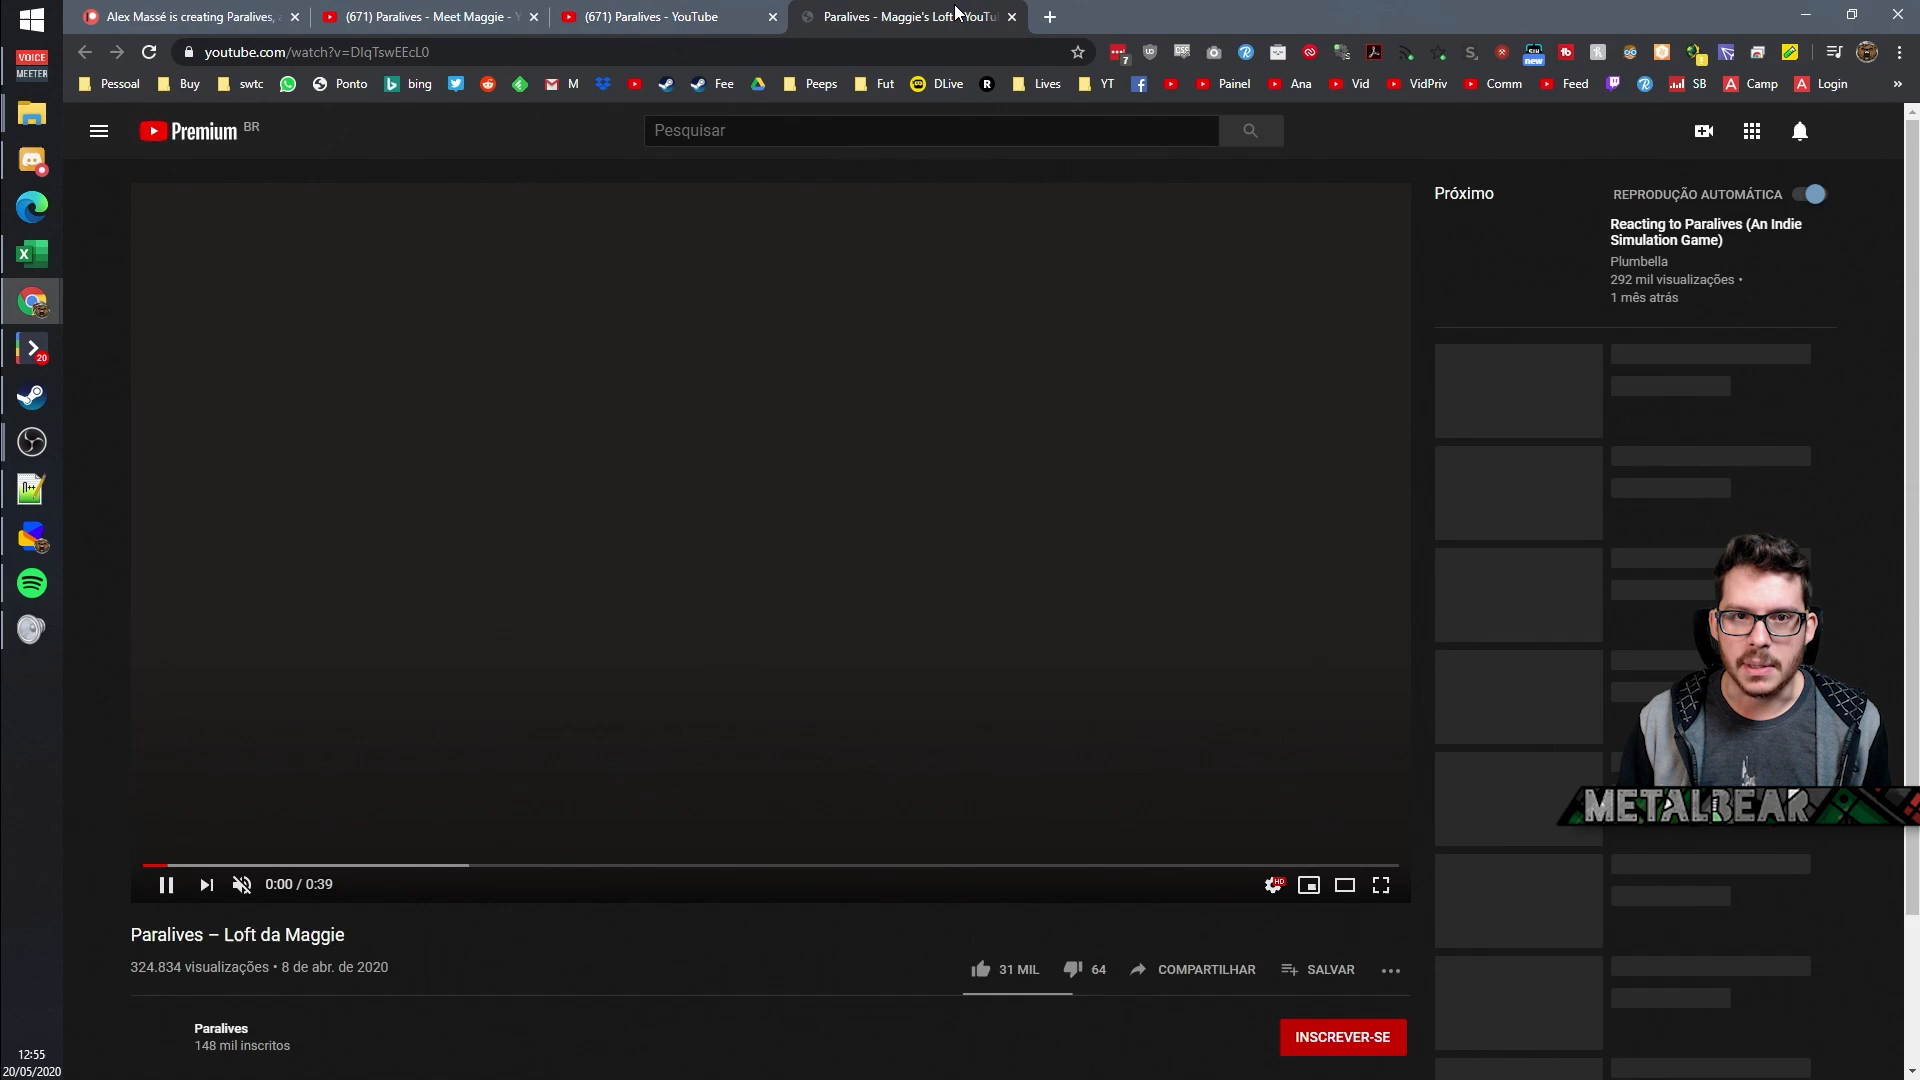 Alex Massé is creating Paralives,
(671) Paralives - Meet Maggie -
(671) Paralives - YouTube
Paralives - Maggie's Loft - YouTu
VOICE
MEETER
youtube.com/watch?v=DIqTswEEcL0
7
new
1
Pessoal
Buy
swtc
Ponto
bing
M
Fee
Peeps
Fut
DLive
R
Lives
YT
Painel
Ana
Vid
VidPriv
Comm
Feed
SB
Camp
Login
»
Premium BR
Pesquisar
Próximo
REPRODUÇÃO AUTOMÁTICA
Reacting to Paralives (An Indie
Simulation Game)
Plumbella
292 mil visualizações •
1 mês atrás
20
METALBEAR
0:00 / 0:39
HD
Paralives – Loft da Maggie
324.834 visualizações • 8 de abr. de 2020
31 MIL
64
COMPARTILHAR
SALVAR
Paralives
148 mil inscritos
INSCREVER-SE
12:55
20/05/2020